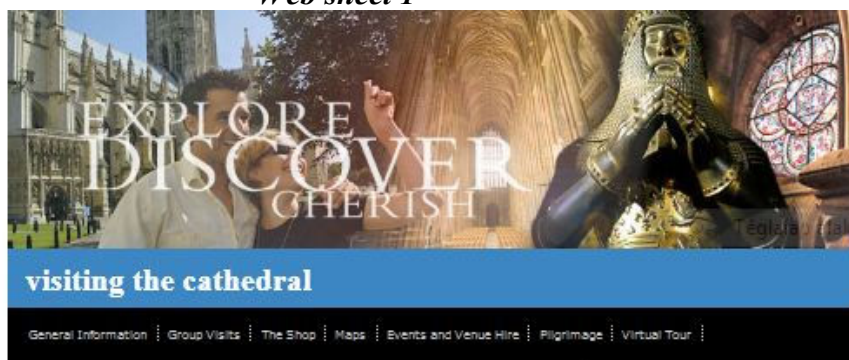 Web sheet 1
EXPLORE
DISCOVER
CHERISH
visiting the cathedral
General Information
Group Visits
The Shop
Maps
Events and Venue Hire
Pilgrimage
Virtual Tour